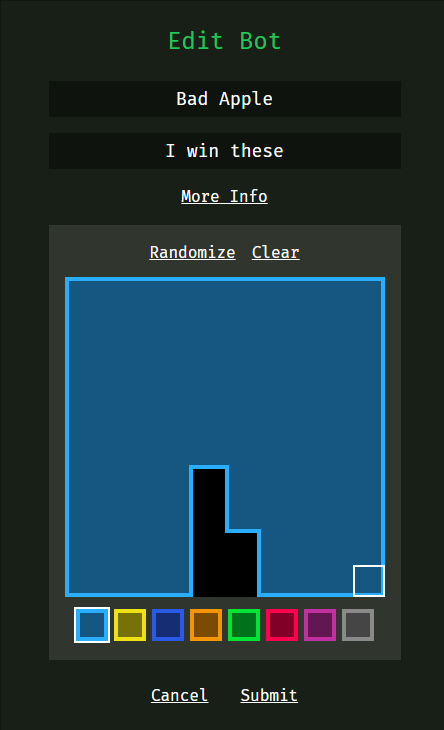 Edit Bot
Bad Apple
I win these
More Info
Randomize Clear
Cancel Submit